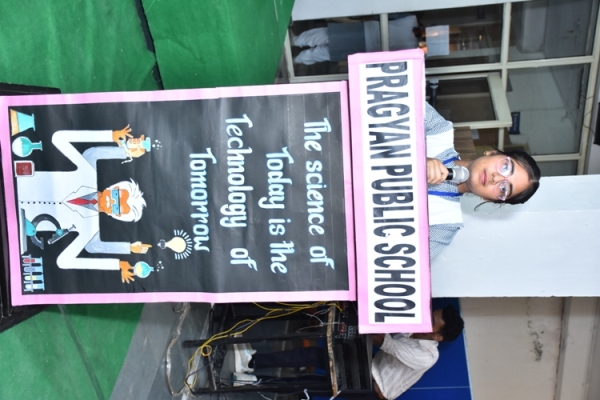 PRAGYAN PUBLIC SCHOOL
The science of
Today is the
Technology of
Tomorrow